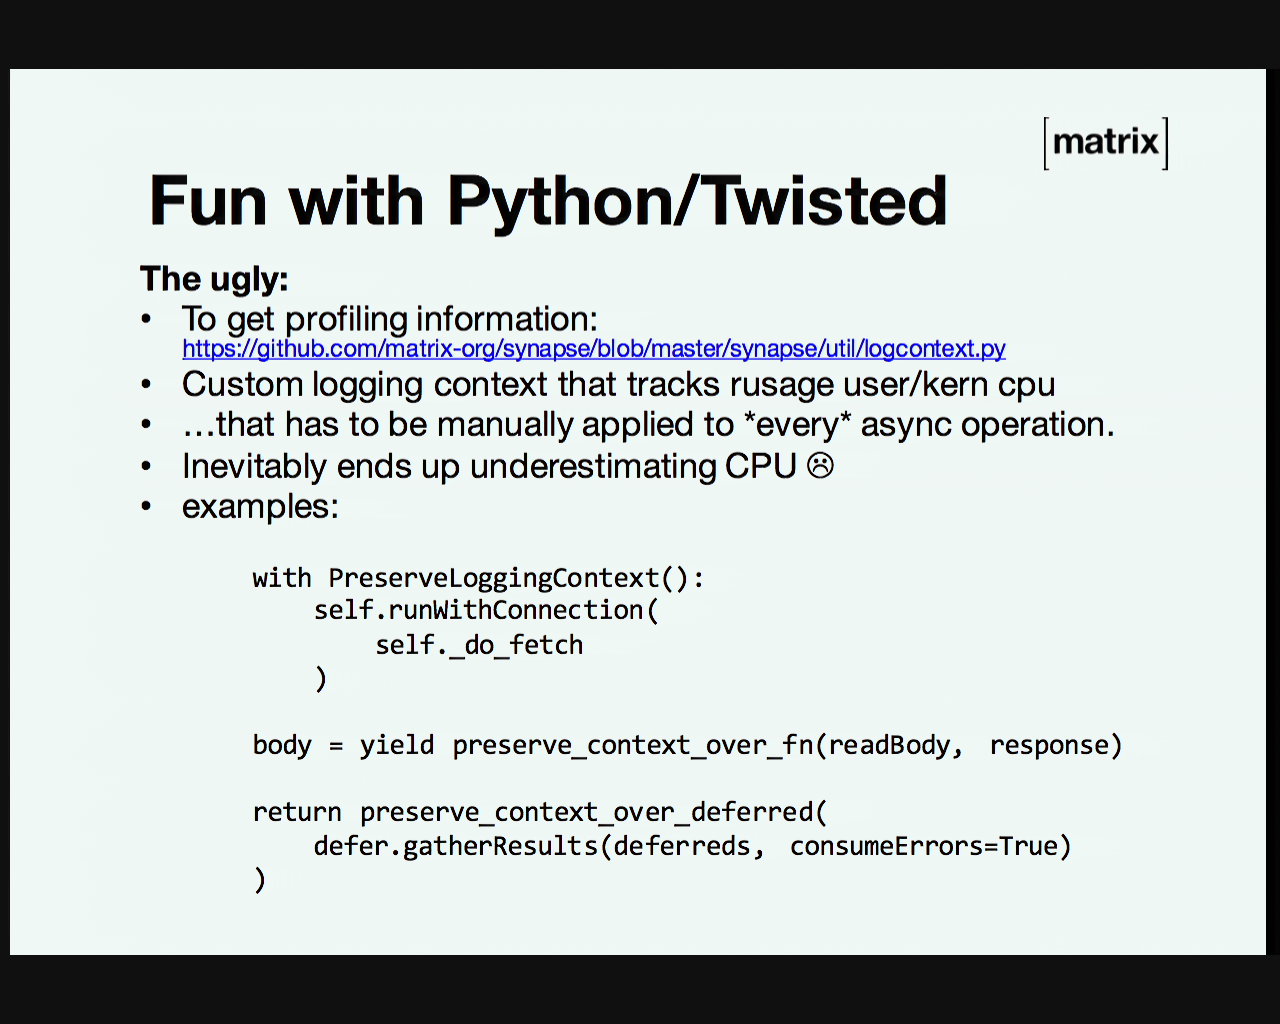 [matrix]
Fun with Python/Twisted
The ugly:
• To get profiling information:
https://github.com/matrix-org/synapse/blob/master/synapse/util/logcontext.py
• Custom logging context that tracks rusage user/kern cpu
• …that has to be manually applied to *every* async operation.
• Inevitably ends up underestimating CPU ☹
• examples:
with PreserveLoggingContext():
    self.runWithConnection(
        self._do_fetch
    )
body = yield preserve_context_over_fn(readBody, response)
return preserve_context_over_deferred(
    defer.gatherResults(deferreds, consumeErrors=True)
)